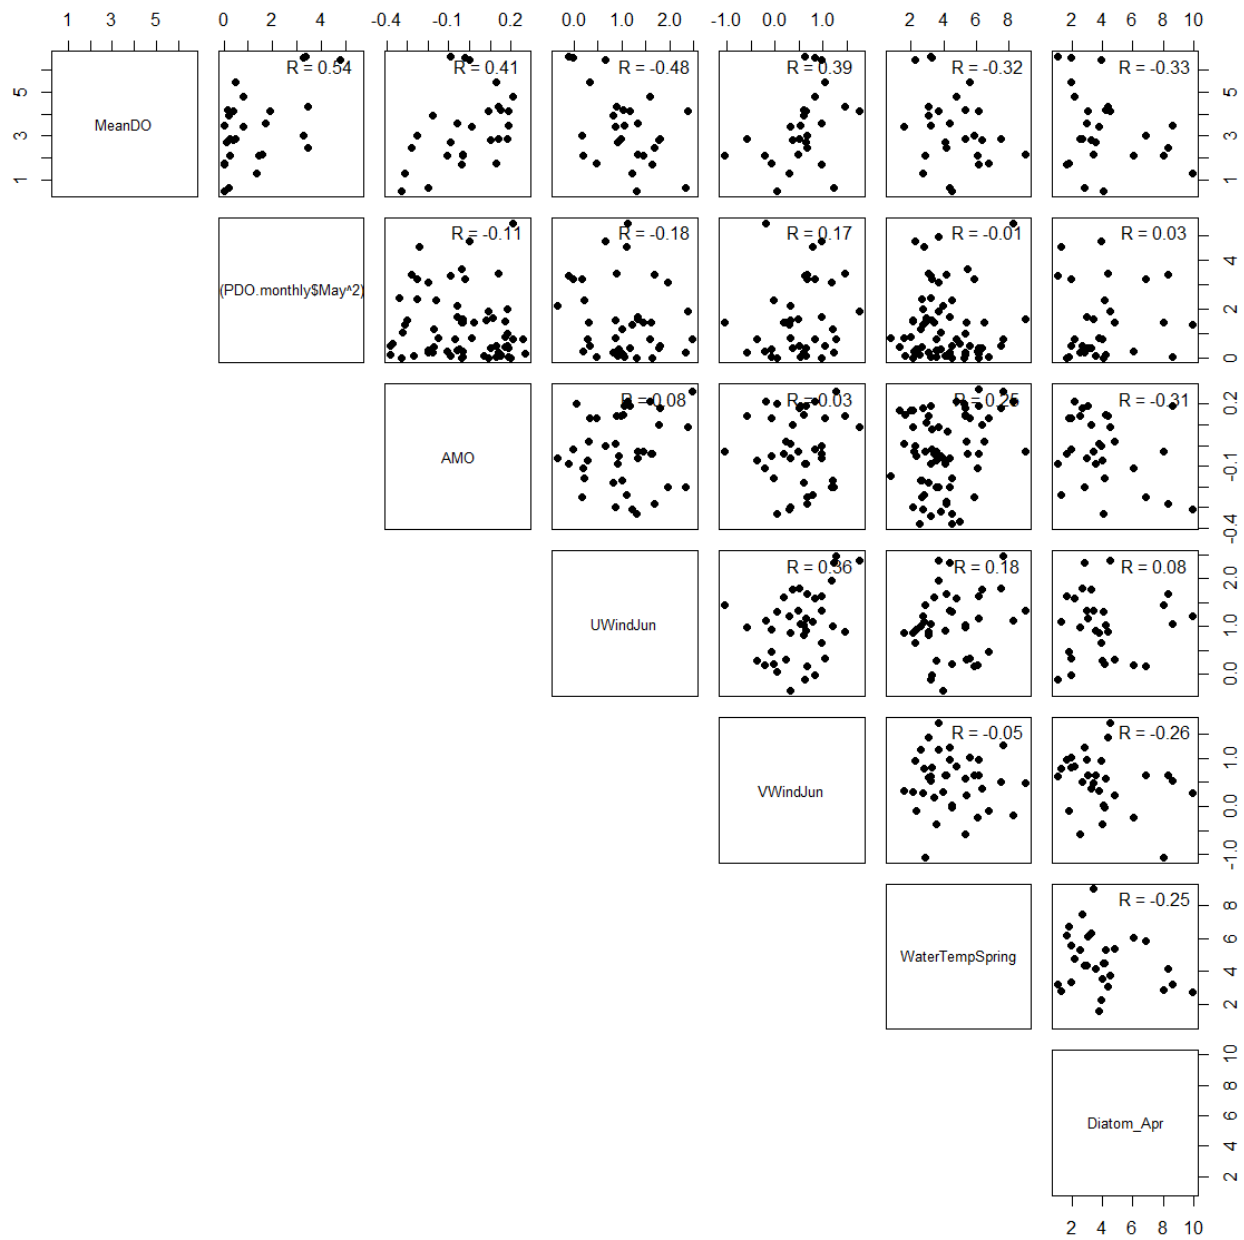 1 3 5 0 2 4 -0.4 -0.1 0.2 0.0 1.0 2.0 -1.0 0.0 1.0 2 4 6 8 2 4 6 8 10
MeanDO
1 3 5
R = 0.54
R = 0.41
R = -0.48
R = 0.39
R = -0.32
R = -0.33
1 3 5
(PDO.monthly$May^2)
R = -0.11
R = -0.18
R = 0.17
R = -0.01
R = 0.03
0 2 4
AMO
R = 0.08
R = 0.03
R = 0.25
R = -0.31
-0.4 -0.1 0.2
UWindJun
R = 0.36
R = 0.18
R = 0.08
0.0 1.0 2.0
VWindJun
R = -0.05
R = -0.26
-1.0 0.0 1.0
WaterTempSpring
R = -0.25
2 4 6 8
Diatom_Apr
2 4 6 8 10
2 4 6 8 10